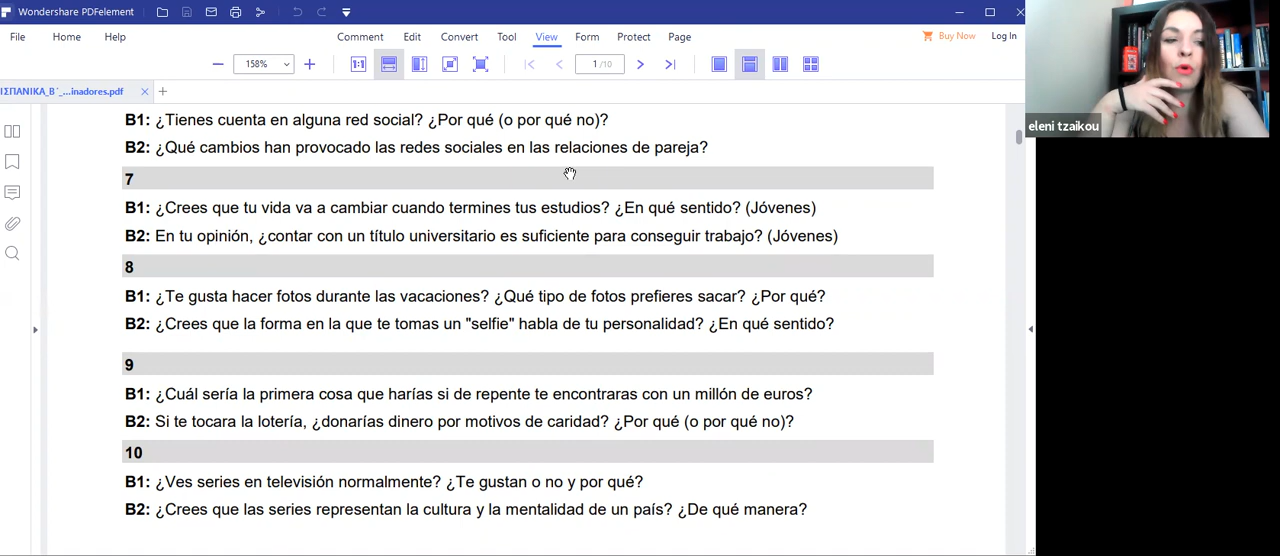 Wondershare PDFelement
File Home Help Comment Edit Convert Tool View Form Protect Page Buy Now Log In
158% 1:1 1 /10
ΙΣΠΑΝΙΚΑ_Β΄_...inadores.pdf
eleni tzaikou
B1: ¿Tienes cuenta en alguna red social? ¿Por qué (o por qué no)?
B2: ¿Qué cambios han provocado las redes sociales en las relaciones de pareja?
7
B1: ¿Crees que tu vida va a cambiar cuando termines tus estudios? ¿En qué sentido? (Jóvenes)
B2: En tu opinión, ¿contar con un título universitario es suficiente para conseguir trabajo? (Jóvenes)
8
B1: ¿Te gusta hacer fotos durante las vacaciones? ¿Qué tipo de fotos prefieres sacar? ¿Por qué?
B2: ¿Crees que la forma en la que te tomas un "selfie" habla de tu personalidad? ¿En qué sentido?
9
B1: ¿Cuál sería la primera cosa que harías si de repente te encontraras con un millón de euros?
B2: Si te tocara la lotería, ¿donarías dinero por motivos de caridad? ¿Por qué (o por qué no)?
10
B1: ¿Ves series en televisión normalmente? ¿Te gustan o no y por qué?
B2: ¿Crees que las series representan la cultura y la mentalidad de un país? ¿De qué manera?